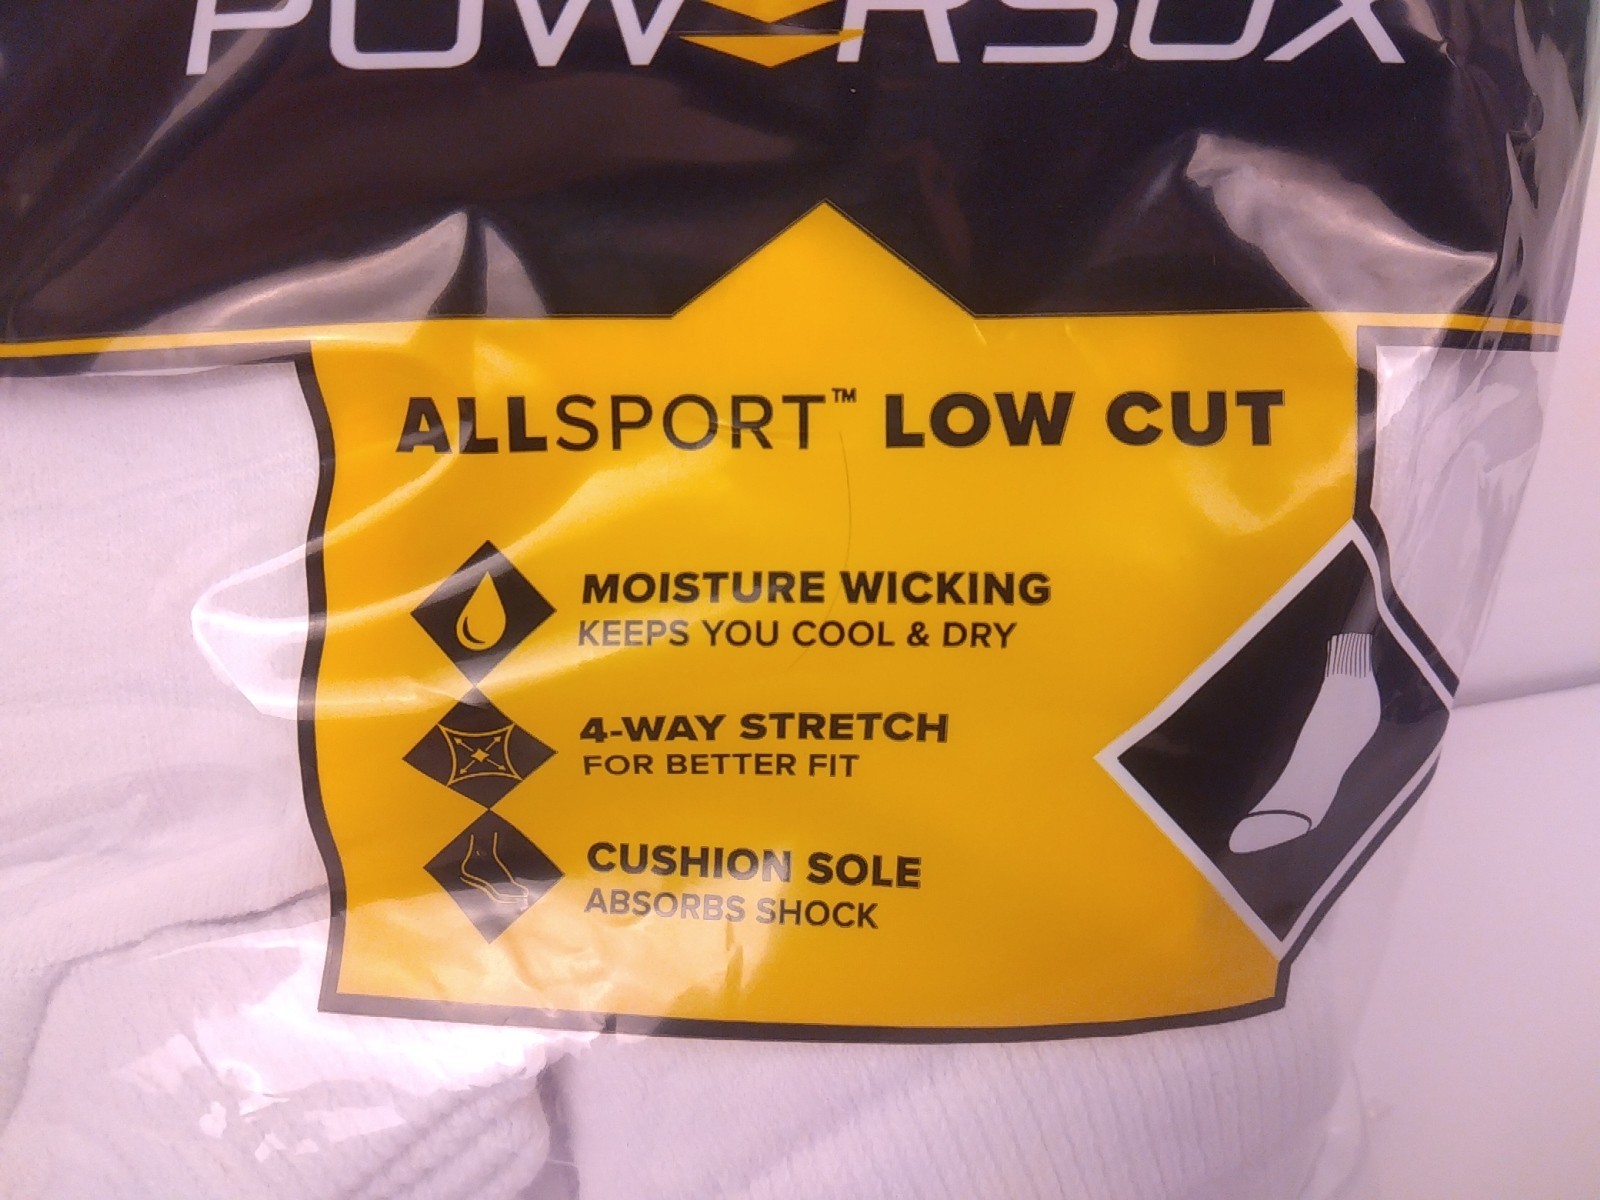 POWERSOX
ALLSPORT™ LOW CUT
MOISTURE WICKING
KEEPS YOU COOL & DRY
4-WAY STRETCH
FOR BETTER FIT
CUSHION SOLE
ABSORBS SHOCK